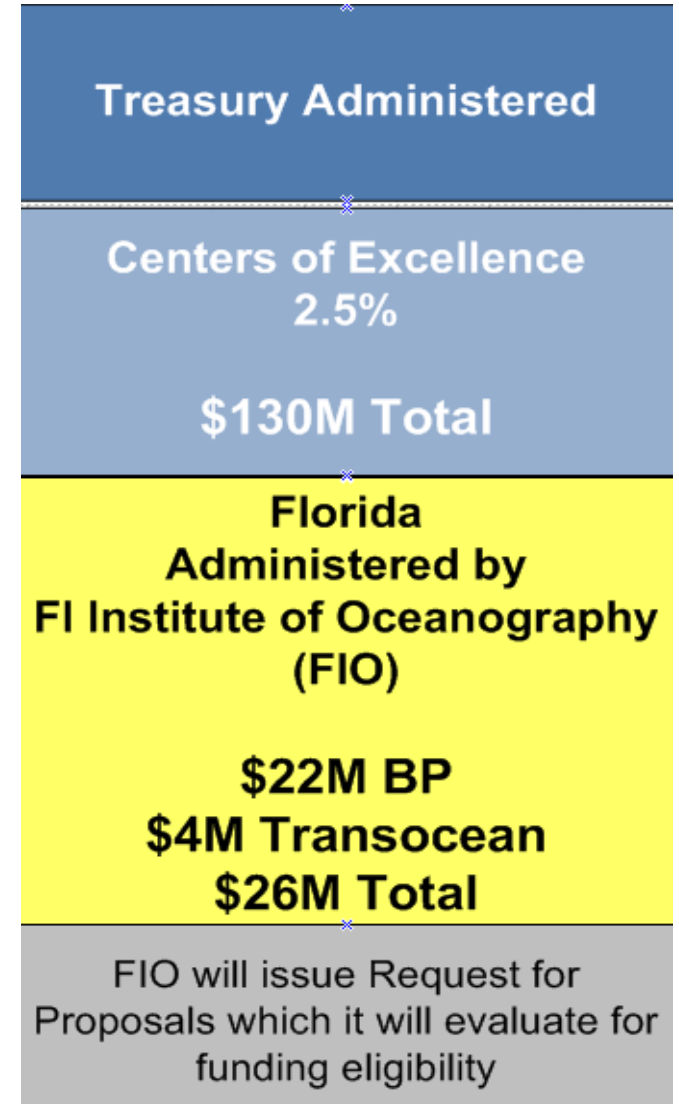 Treasury Administered
Centers of Excellence
2.5%
$130M Total
Florida
Administered by
Fl Institute of Oceanography
(FIO)
$22M BP
$4M Transocean
$26M Total
FIO will issue Request for
Proposals which it will evaluate for
funding eligibility